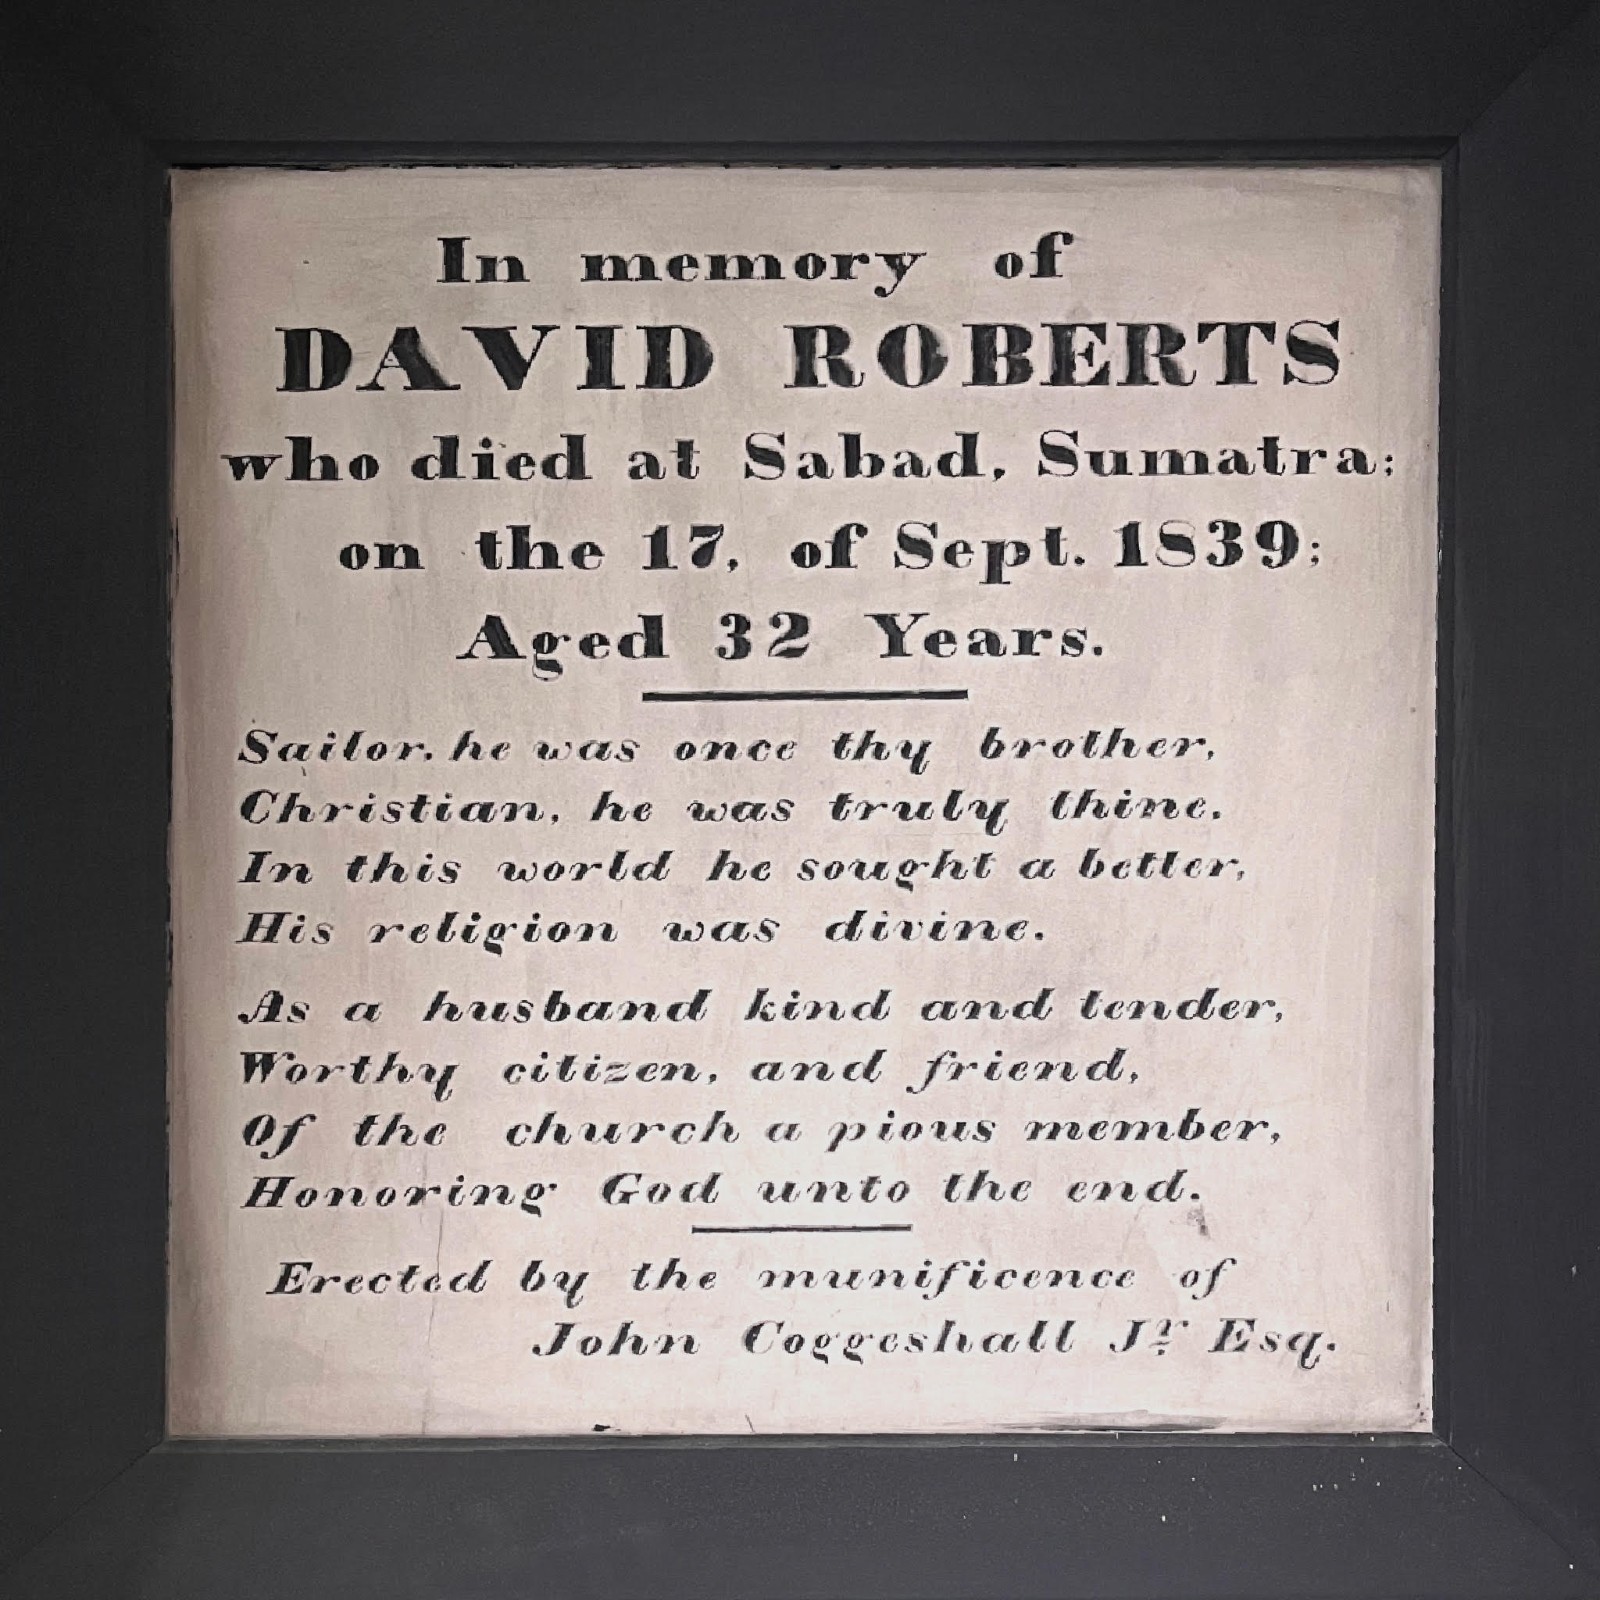 In memory of
DAVID ROBERTS
who died at Sabad, Sumatra;
on the 17, of Sept. 1839;
Aged 32 Years.
Sailor, he was once thy brother,
Christian, he was truly thine.
In this world he sought a better,
His religion was divine.
As a husband kind and tender,
Worthy citizen, and friend,
Of the church a pious member,
Honoring God unto the end.
Erected by the munificence of
John Coggeshall Jr Esq.